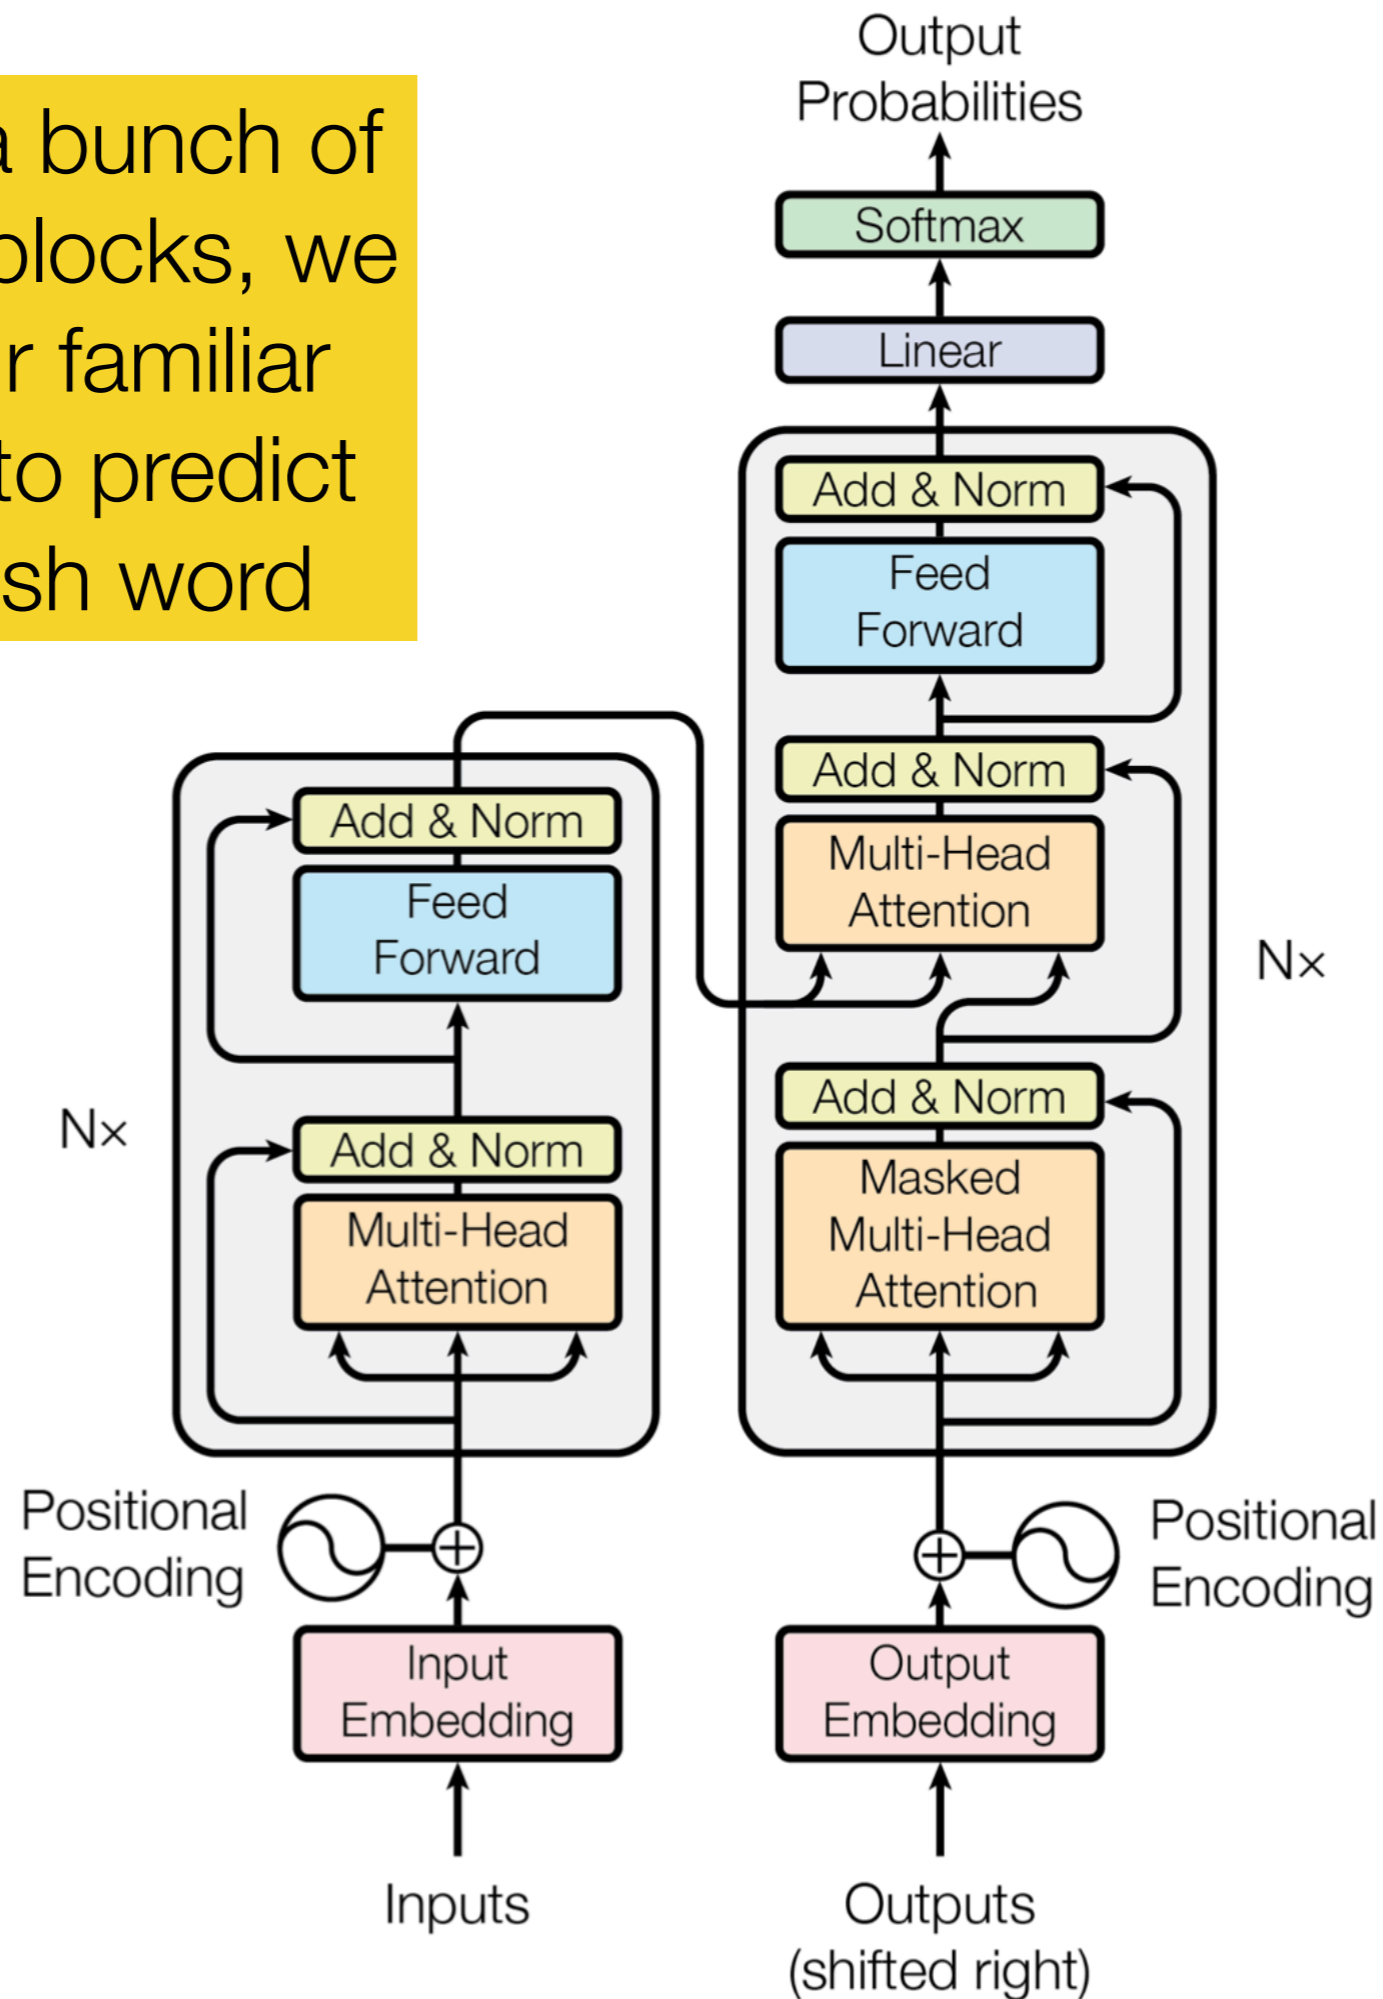 a bunch of
blocks, we
r familiar
to predict
sh word
Output
Probabilities
Softmax
Linear
Add & Norm
Feed
Forward
Add & Norm
Multi-Head
Attention
Nx
Add & Norm
Masked
Multi-Head
Attention
Add & Norm
Feed
Forward
Nx
Add & Norm
Multi-Head
Attention
Positional
Encoding
Positional
Encoding
Input
Embedding
Output
Embedding
Inputs
Outputs
(shifted right)